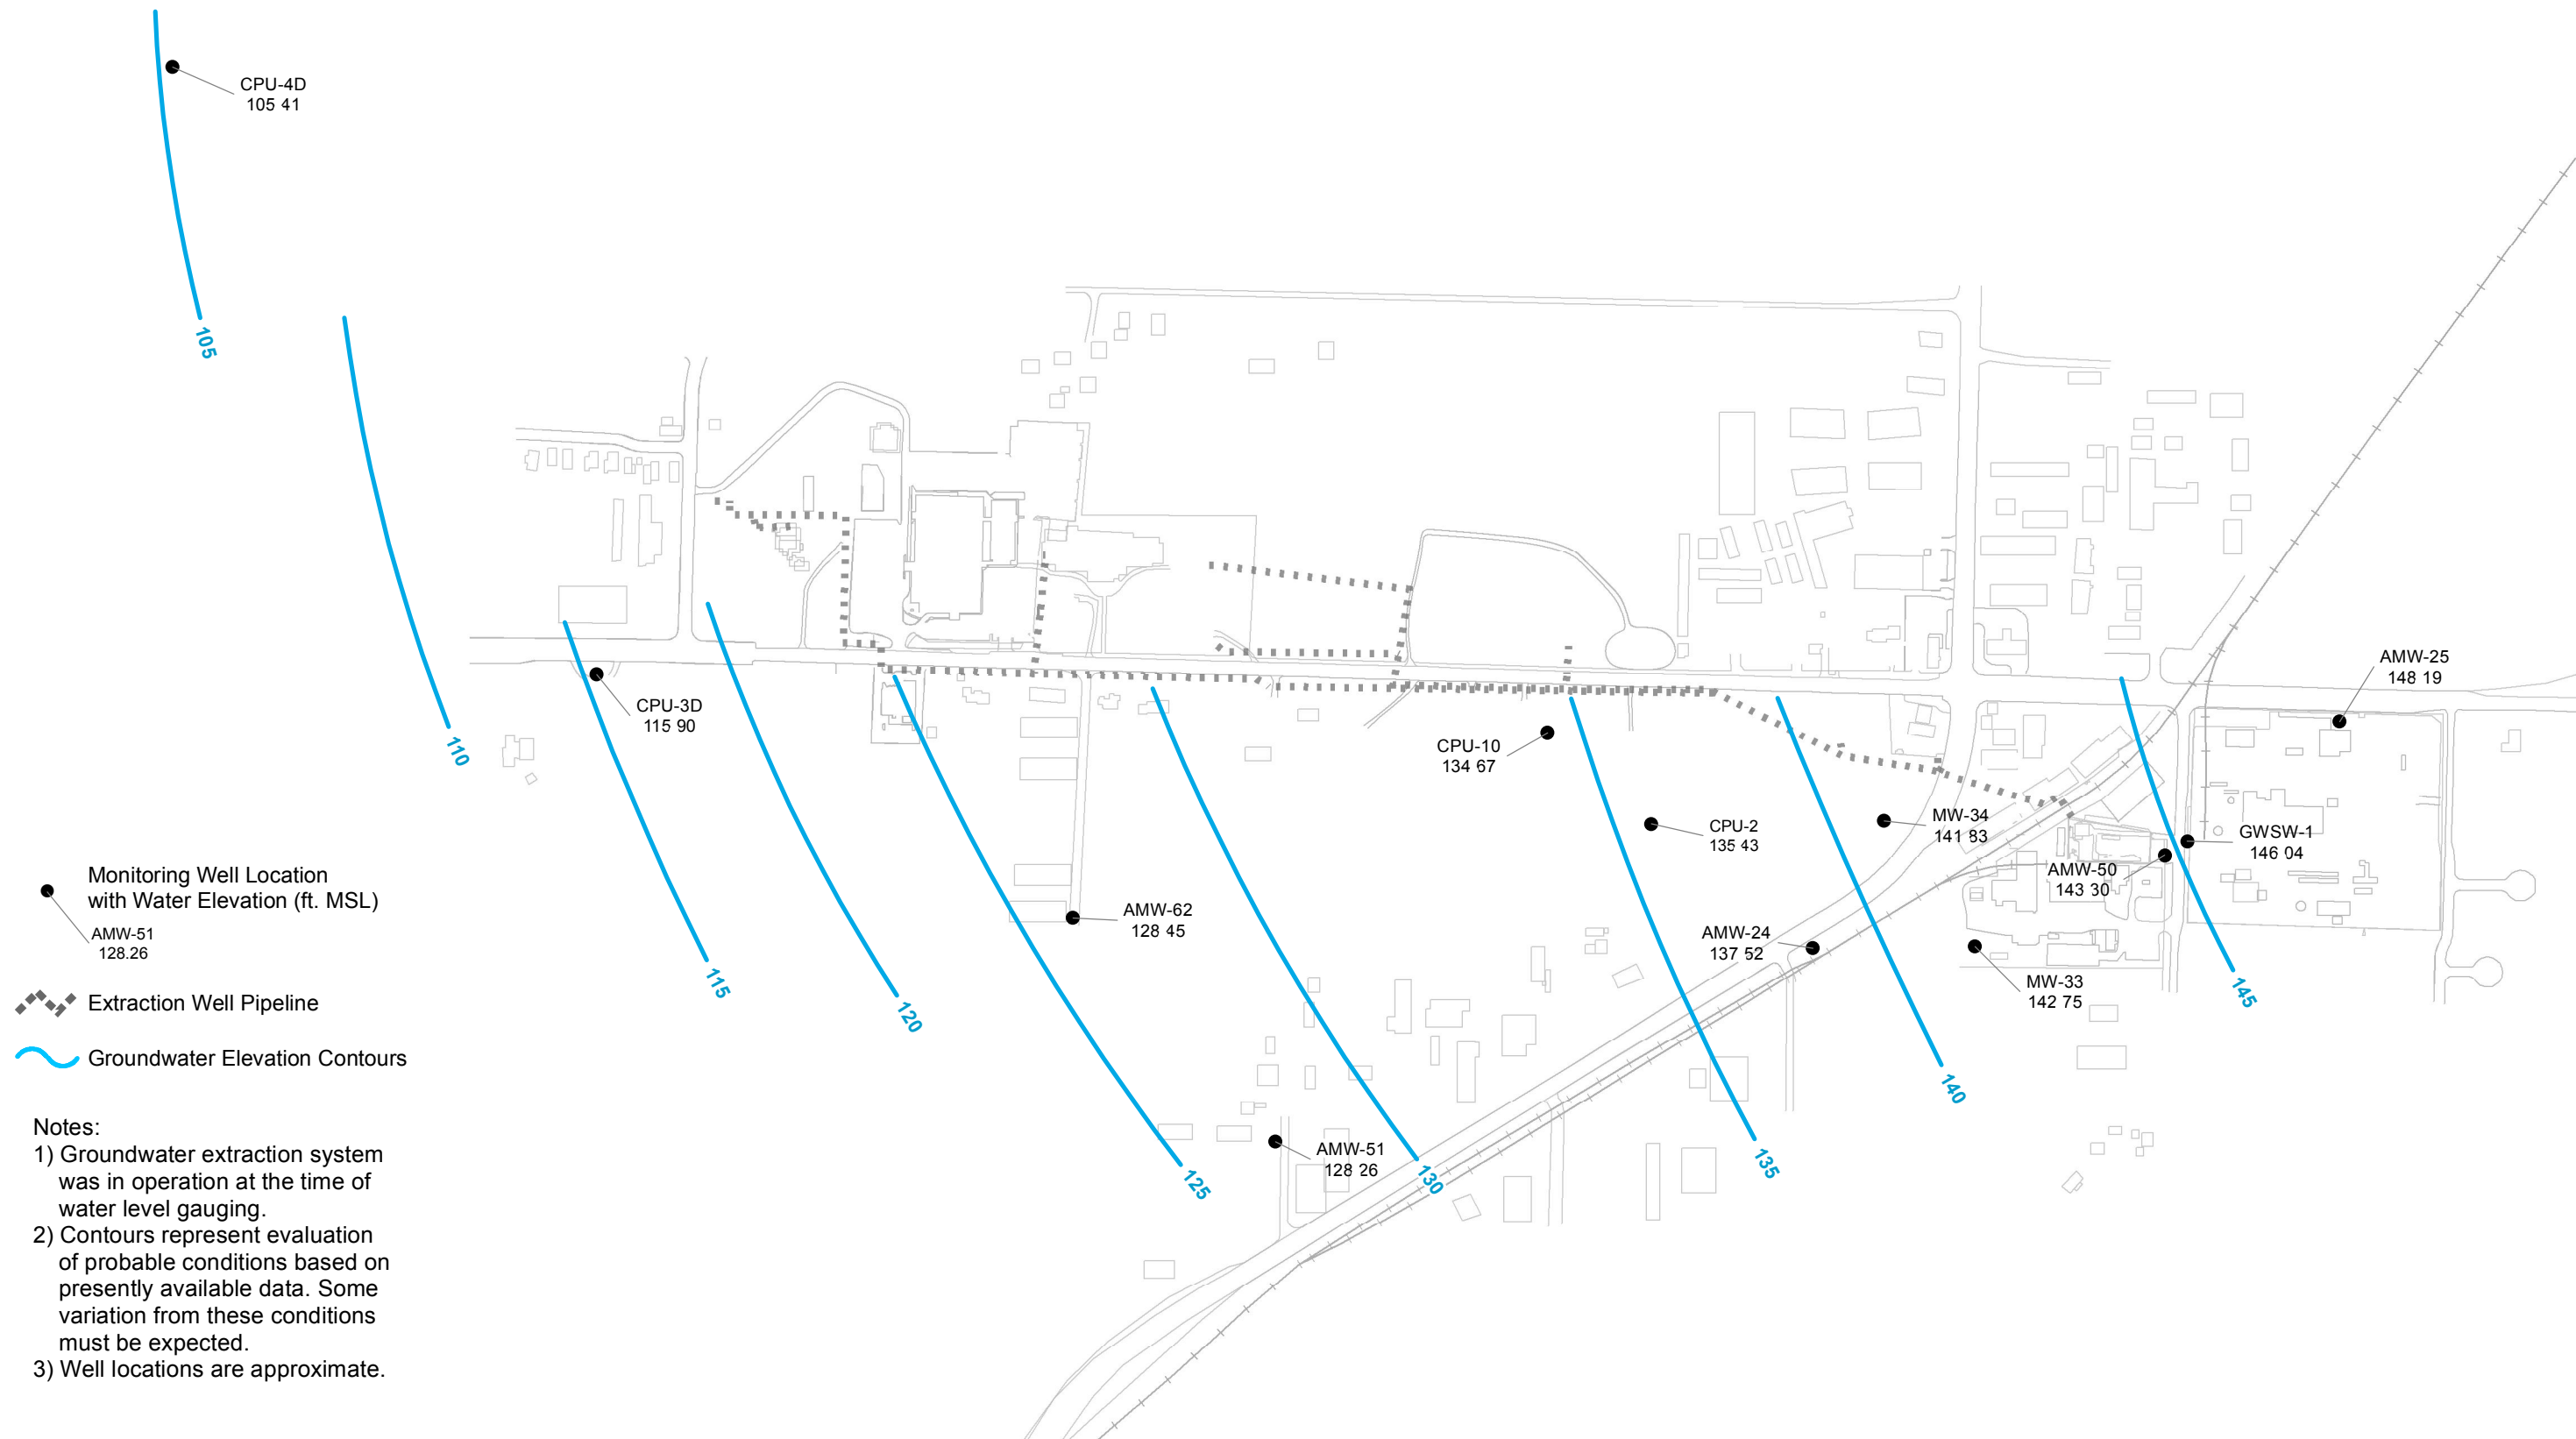 CPU-4D
105 41
105
110
CPU-3D
115 90
115
120
125
130
135
140
145
AMW-62
128 45
AMW-51
128 26
CPU-10
134 67
CPU-2
135 43
MW-34
141 83
AMW-24
137 52
MW-33
142 75
AMW-50
143 30
GWSW-1
146 04
AMW-25
148 19
Monitoring Well Location
with Water Elevation (ft. MSL)
AMW-51
128.26
Extraction Well Pipeline
Groundwater Elevation Contours
Notes:
1) Groundwater extraction system
was in operation at the time of
water level gauging.
2) Contours represent evaluation
of probable conditions based on
presently available data. Some
variation from these conditions
must be expected.
3) Well locations are approximate.